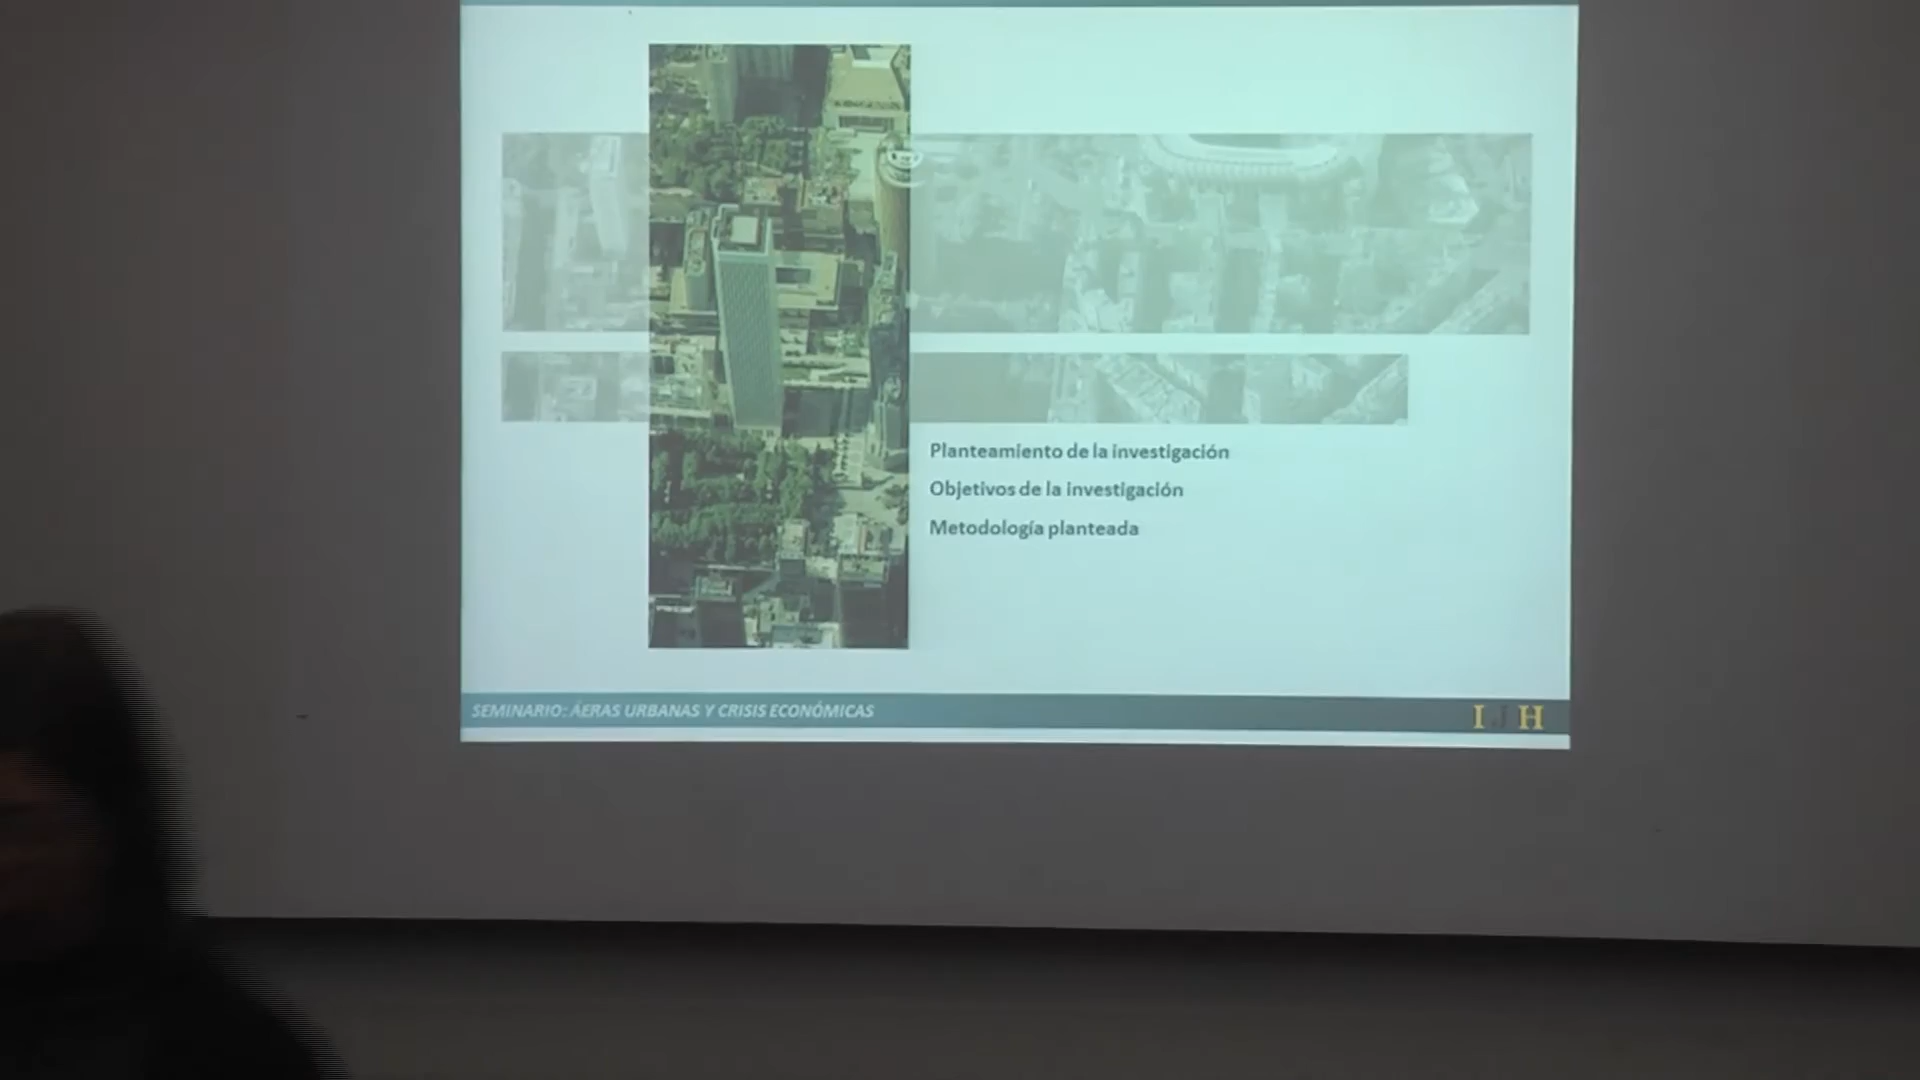 Planteamiento de la investigación
Objetivos de la investigación
Metodología planteada
SEMINARIO: ÁERAS URBANAS Y CRISIS ECONÓMICAS
I J H